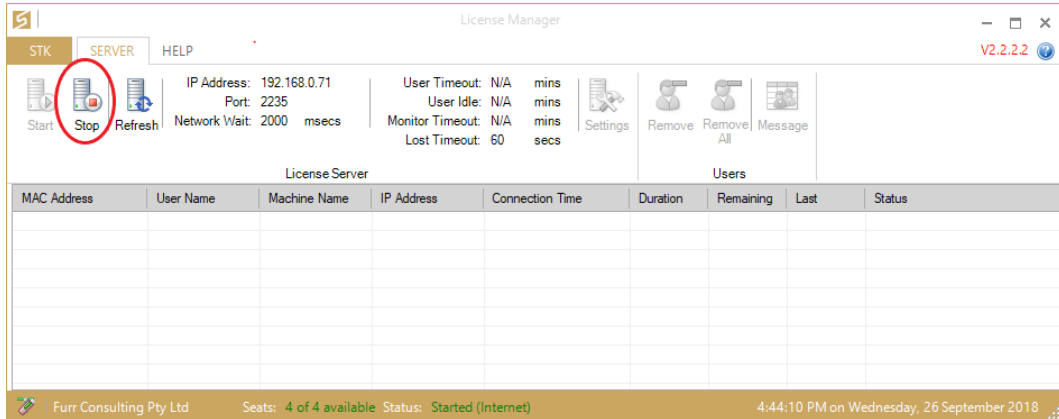 License Manager
STK SERVER HELP V2.2.2.2
IP Address: 192.168.0.71 User Timeout: N/A mins
Port: 2235 User Idle: N/A mins
Network Wait: 2000 msecs Monitor Timeout: N/A mins
Lost Timeout: 60 secs
Start Stop Refresh Settings Remove Remove All Message
License Server Users
MAC Address User Name Machine Name IP Address Connection Time Duration Remaining Last Status
Furr Consulting Pty Ltd Seats: 4 of 4 available Status: Started (Internet) 4:44:10 PM on Wednesday, 26 September 2018